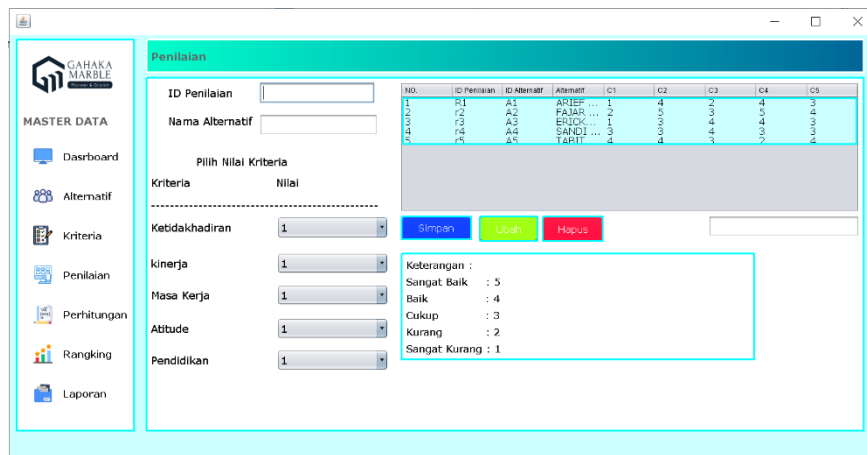 GAHAKA
MARBLE
MASTER DATA
Dasrboard
Alternatif
Kriteria
Penilaian
Perhitungan
Rangking
Laporan
Penilaian
ID Penilaian
Nama Alternatif
Pilih Nilai Kriteria
Kriteria Nilai
------------------------------------------------
Ketidakhadiran 1
kinerja 1
Masa Kerja 1
Atitude 1
Pendidikan 1
NO. ID Penilaian ID Alternatif Alternatif C1 C2 C3 C4 C5
1 R1 A1 ARIEF ... 1 4 2 4 3
2 r2 A2 FAJAR ... 2 5 3 5 4
3 r3 A3 ERICK... 1 3 4 4 3
4 r4 A4 SANDI ... 3 3 4 3 3
5 r5 A5 TABIT 4 4 3 2 4
Simpan Ubah Hapus
Keterangan :
Sangat Baik : 5
Baik : 4
Cukup : 3
Kurang : 2
Sangat Kurang : 1